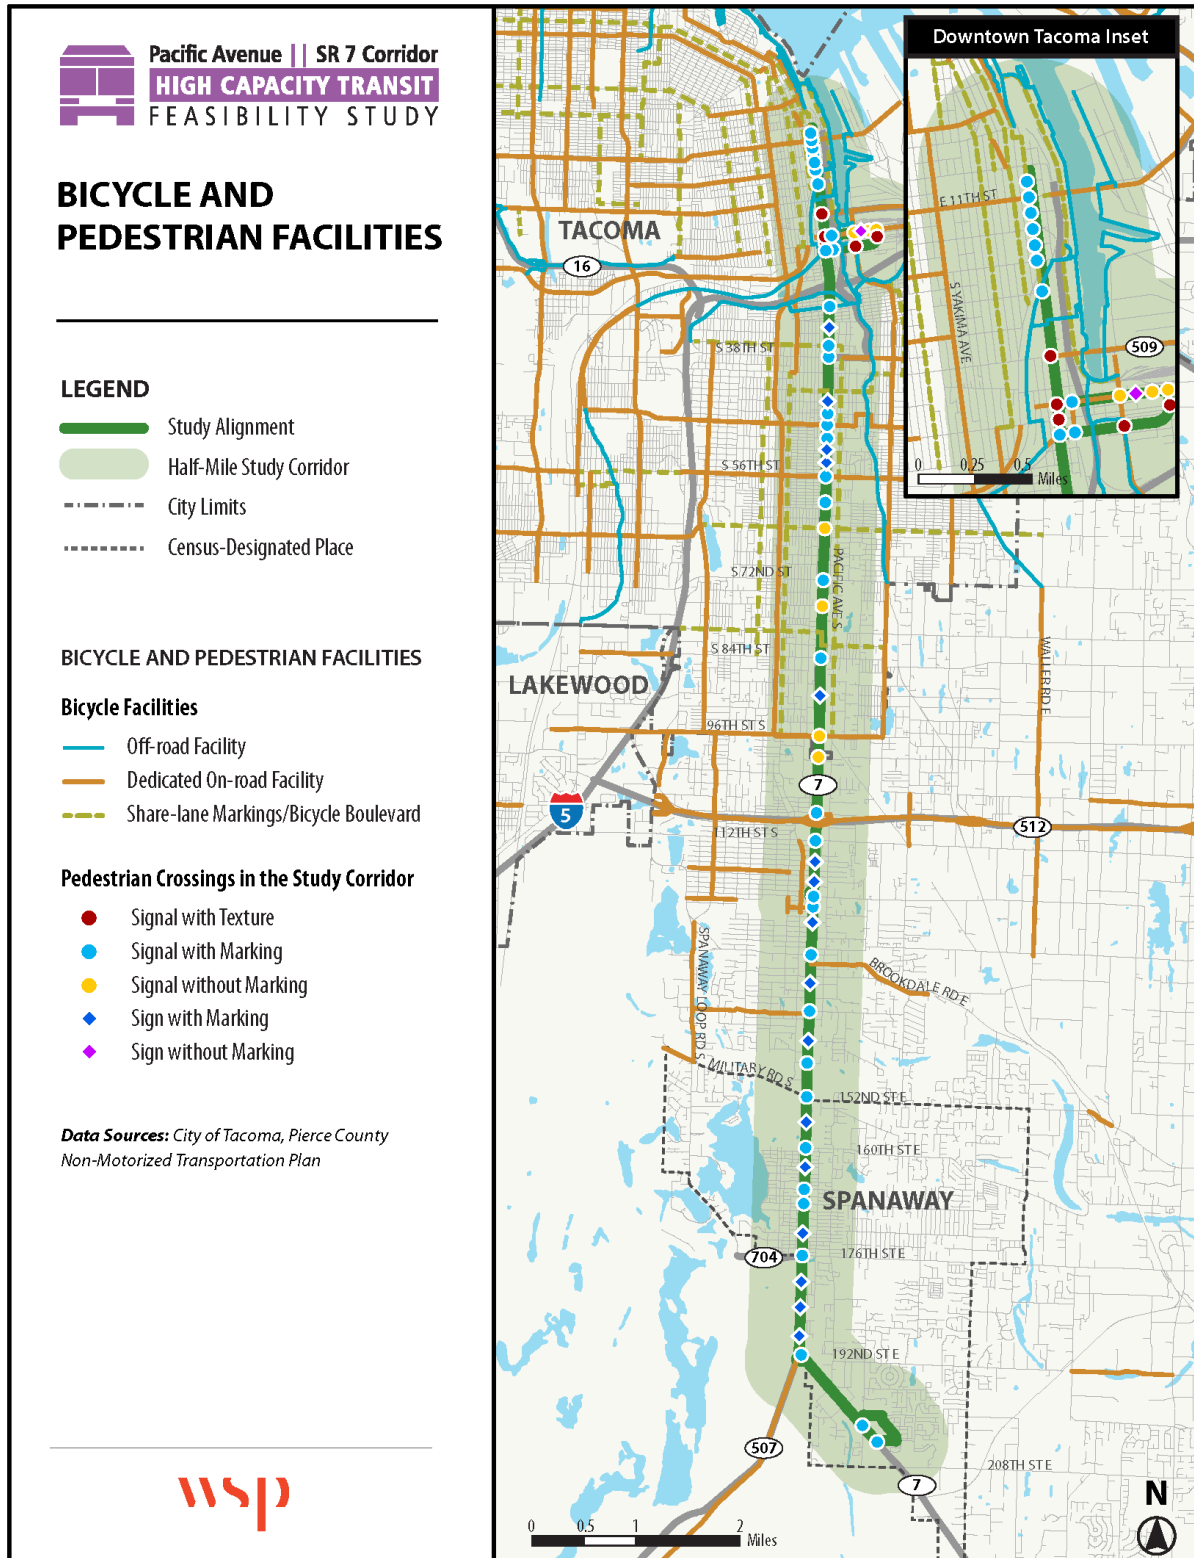 Pacific Avenue || SR 7 Corridor
HIGH CAPACITY TRANSIT
FEASIBILITY STUDY
BICYCLE AND
PEDESTRIAN FACILITIES
LEGEND
Study Alignment
Half-Mile Study Corridor
City Limits
Census-Designated Place
BICYCLE AND PEDESTRIAN FACILITIES
Bicycle Facilities
Off-road Facility
Dedicated On-road Facility
Share-lane Markings/Bicycle Boulevard
Pedestrian Crossings in the Study Corridor
Signal with Texture
Signal with Marking
Signal without Marking
Sign with Marking
Sign without Marking
Data Sources: City of Tacoma, Pierce County
Non-Motorized Transportation Plan
wsp
Downtown Tacoma Inset
E 11TH ST
S YAKIMA AVE
509
0 0.25 0.5
Miles
TACOMA
16
S 38TH ST
S 56TH ST
S 72ND ST
PACIFIC AVE S
S 84TH ST
WALLER RD E
LAKEWOOD
96TH ST S
7
5
112TH ST S
512
SPANAWAY LOOP RD S
BROOKDALE RD E
MILITARY RD S
152ND ST E
160TH ST E
SPANAWAY
704
176TH ST E
192ND ST E
507
208TH ST E
7
N
0 0.5 1 2
Miles